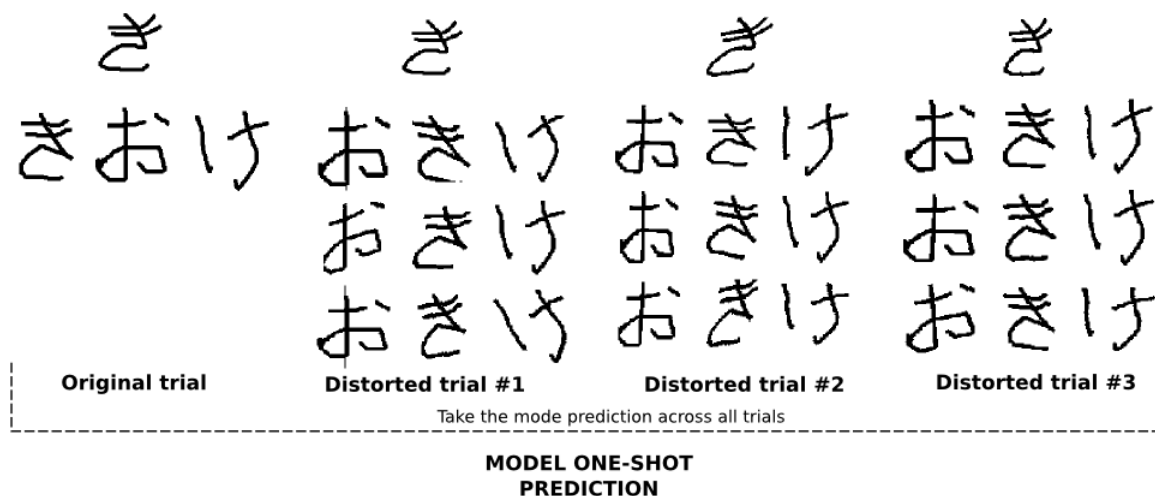 き き き き
き お け お き け お き け お き け
お き け お き け お き け
お き け お き け お き け
Original trial Distorted trial #1 Distorted trial #2 Distorted trial #3
Take the mode prediction across all trials
MODEL ONE-SHOT
PREDICTION